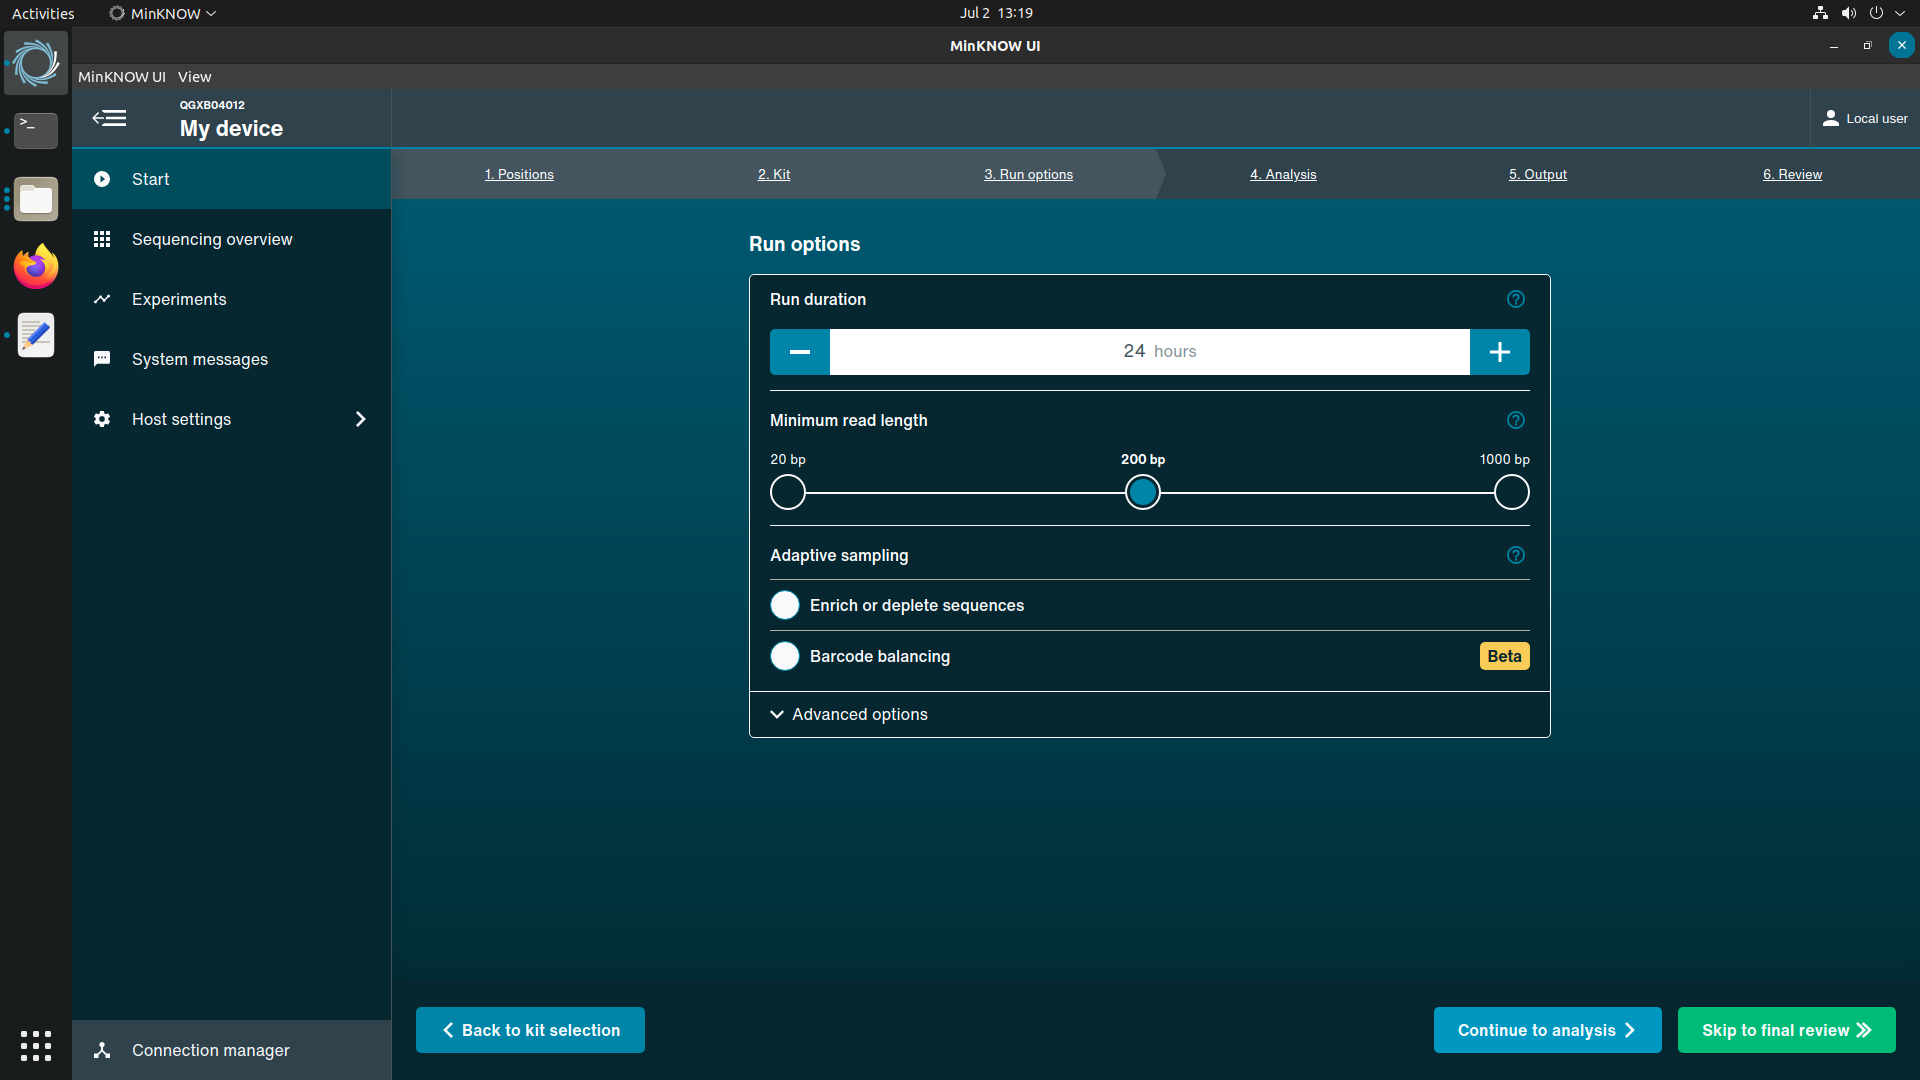 Activities
MinKNOW
Jul 2 13:19
MinKNOW UI
MinKNOW UI View
QGXB04012
My device
Local user
Start
Sequencing overview
Experiments
System messages
Host settings
Connection manager
1. Positions
2. Kit
3. Run options
4. Analysis
5. Output
6. Review
Run options
Run duration
24 hours
Minimum read length
20 bp
200 bp
1000 bp
Adaptive sampling
Enrich or deplete sequences
Barcode balancing
Beta
Advanced options
Back to kit selection
Continue to analysis
Skip to final review